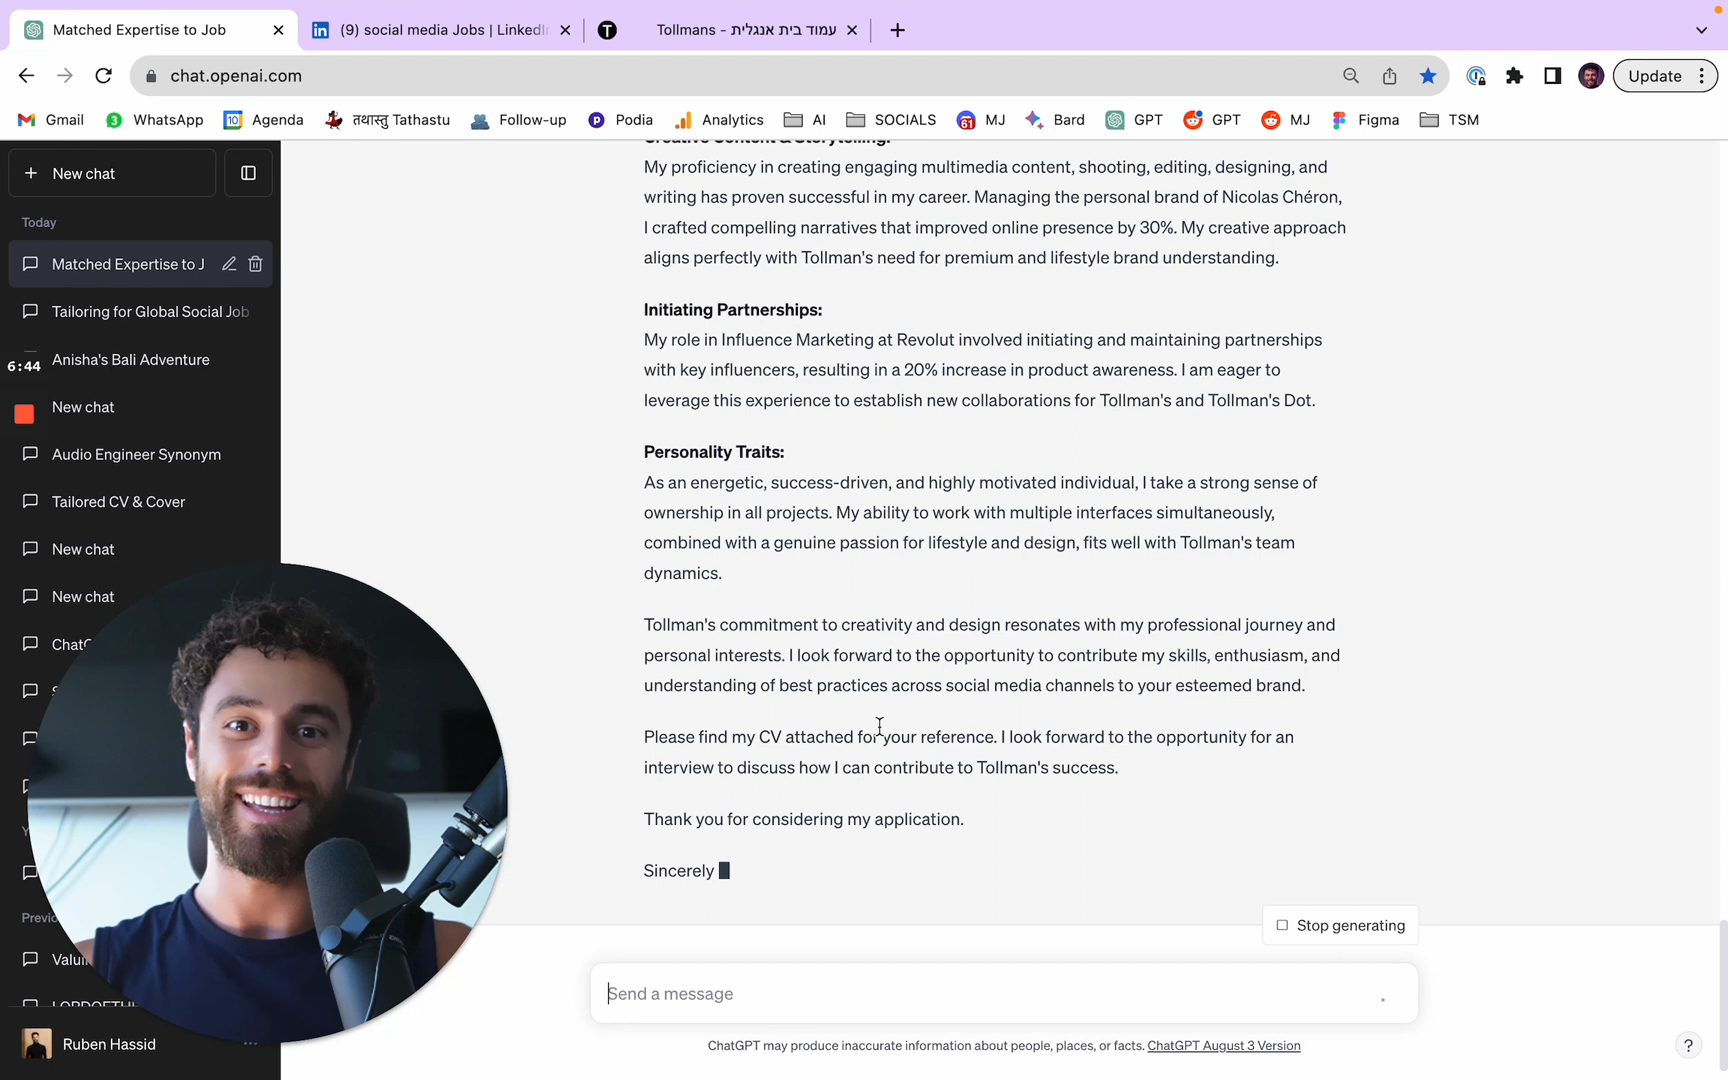 Matched Expertise to Job
(9) social media Jobs | LinkedIn
T
Tollmans - עמוד בית אנגלית
chat.openai.com
Update
Gmail
3
WhatsApp
10
Agenda
तथास्तु Tathastu
Follow-up
Podia
Analytics
AI
SOCIALS
61
MJ
Bard
GPT
GPT
MJ
Figma
TSM
New chat
Today
Matched Expertise to J
Tailoring for Global Social Job
6:44
Anisha's Bali Adventure
New chat
Audio Engineer Synonym
Tailored CV & Cover
New chat
New chat
Ruben Hassid
Creative Content & Storytelling:
My proficiency in creating engaging multimedia content, shooting, editing, designing, and
writing has proven successful in my career. Managing the personal brand of Nicolas Chéron,
I crafted compelling narratives that improved online presence by 30%. My creative approach
aligns perfectly with Tollman's need for premium and lifestyle brand understanding.
Initiating Partnerships:
My role in Influence Marketing at Revolut involved initiating and maintaining partnerships
with key influencers, resulting in a 20% increase in product awareness. I am eager to
leverage this experience to establish new collaborations for Tollman's and Tollman's Dot.
Personality Traits:
As an energetic, success-driven, and highly motivated individual, I take a strong sense of
ownership in all projects. My ability to work with multiple interfaces simultaneously,
combined with a genuine passion for lifestyle and design, fits well with Tollman's team
dynamics.
Tollman's commitment to creativity and design resonates with my professional journey and
personal interests. I look forward to the opportunity to contribute my skills, enthusiasm, and
understanding of best practices across social media channels to your esteemed brand.
Please find my CV attached for your reference. I look forward to the opportunity for an
interview to discuss how I can contribute to Tollman's success.
Thank you for considering my application.
Sincerely
Stop generating
Send a message
ChatGPT may produce inaccurate information about people, places, or facts. ChatGPT August 3 Version
?